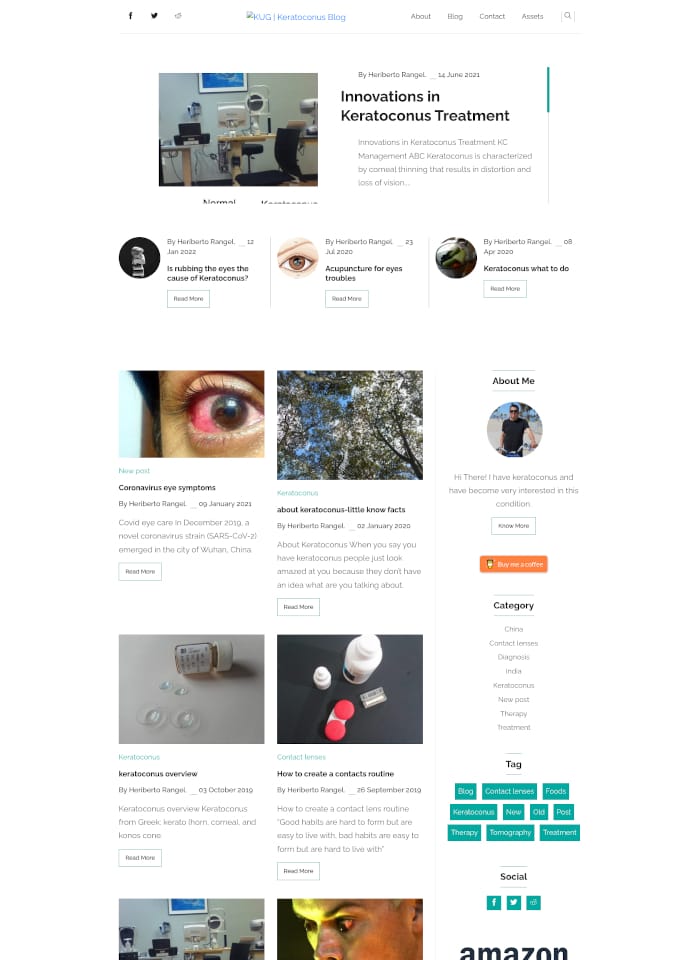 KUG | Keratoconus Blog
About Blog Contact Assets
By Heriberto Rangel. __ 14 June 2021
Innovations in
Keratoconus Treatment
Innovations in Keratoconus Treatment KC
Management ABC Keratoconus is characterized
by corneal thinning that results in distortion and
loss of vision....
Normal Keratoconus
By Heriberto Rangel. __ 12
Jan 2022
Is rubbing the eyes the
cause of Keratoconus?
Read More
By Heriberto Rangel. __ 23
Jul 2020
Acupuncture for eyes
troubles
Read More
By Heriberto Rangel. __ 08
Apr 2020
Keratoconus what to do
Read More
New post
Coronavirus eye symptoms
By Heriberto Rangel. __ 09 January 2021
Covid eye care In December 2019, a
novel coronavirus strain (SARS-CoV-2)
emerged in the city of Wuhan, China.
Read More
Keratoconus
about keratoconus-little know facts
By Heriberto Rangel. __ 02 January 2020
About Keratoconus When you say you
have keratoconus people just look
amazed at you because they don't have
an idea what are you talking about.
Read More
Keratoconus
keratoconus overview
By Heriberto Rangel. __ 03 October 2019
Keratoconus overview Keratoconus
from Greek: kerato (horn, corneal, and
konos cone.
Read More
Contact lenses
How to create a contacts routine
By Heriberto Rangel. __ 26 September 2019
How to create a contact lens routine
"Good habits are hard to form but are
easy to live with, bad habits are easy to
form but are hard to live with"
Read More
About Me
Hi There! I have keratoconus and
have become very interested in this
condition.
Know More
Buy me a coffee
Category
China
Contact lenses
Diagnosis
India
Keratoconus
New post
Therapy
Treatment
Tag
Blog Contact lenses Foods
Keratoconus New Old Post
Therapy Tomography Treatment
Social
amazon